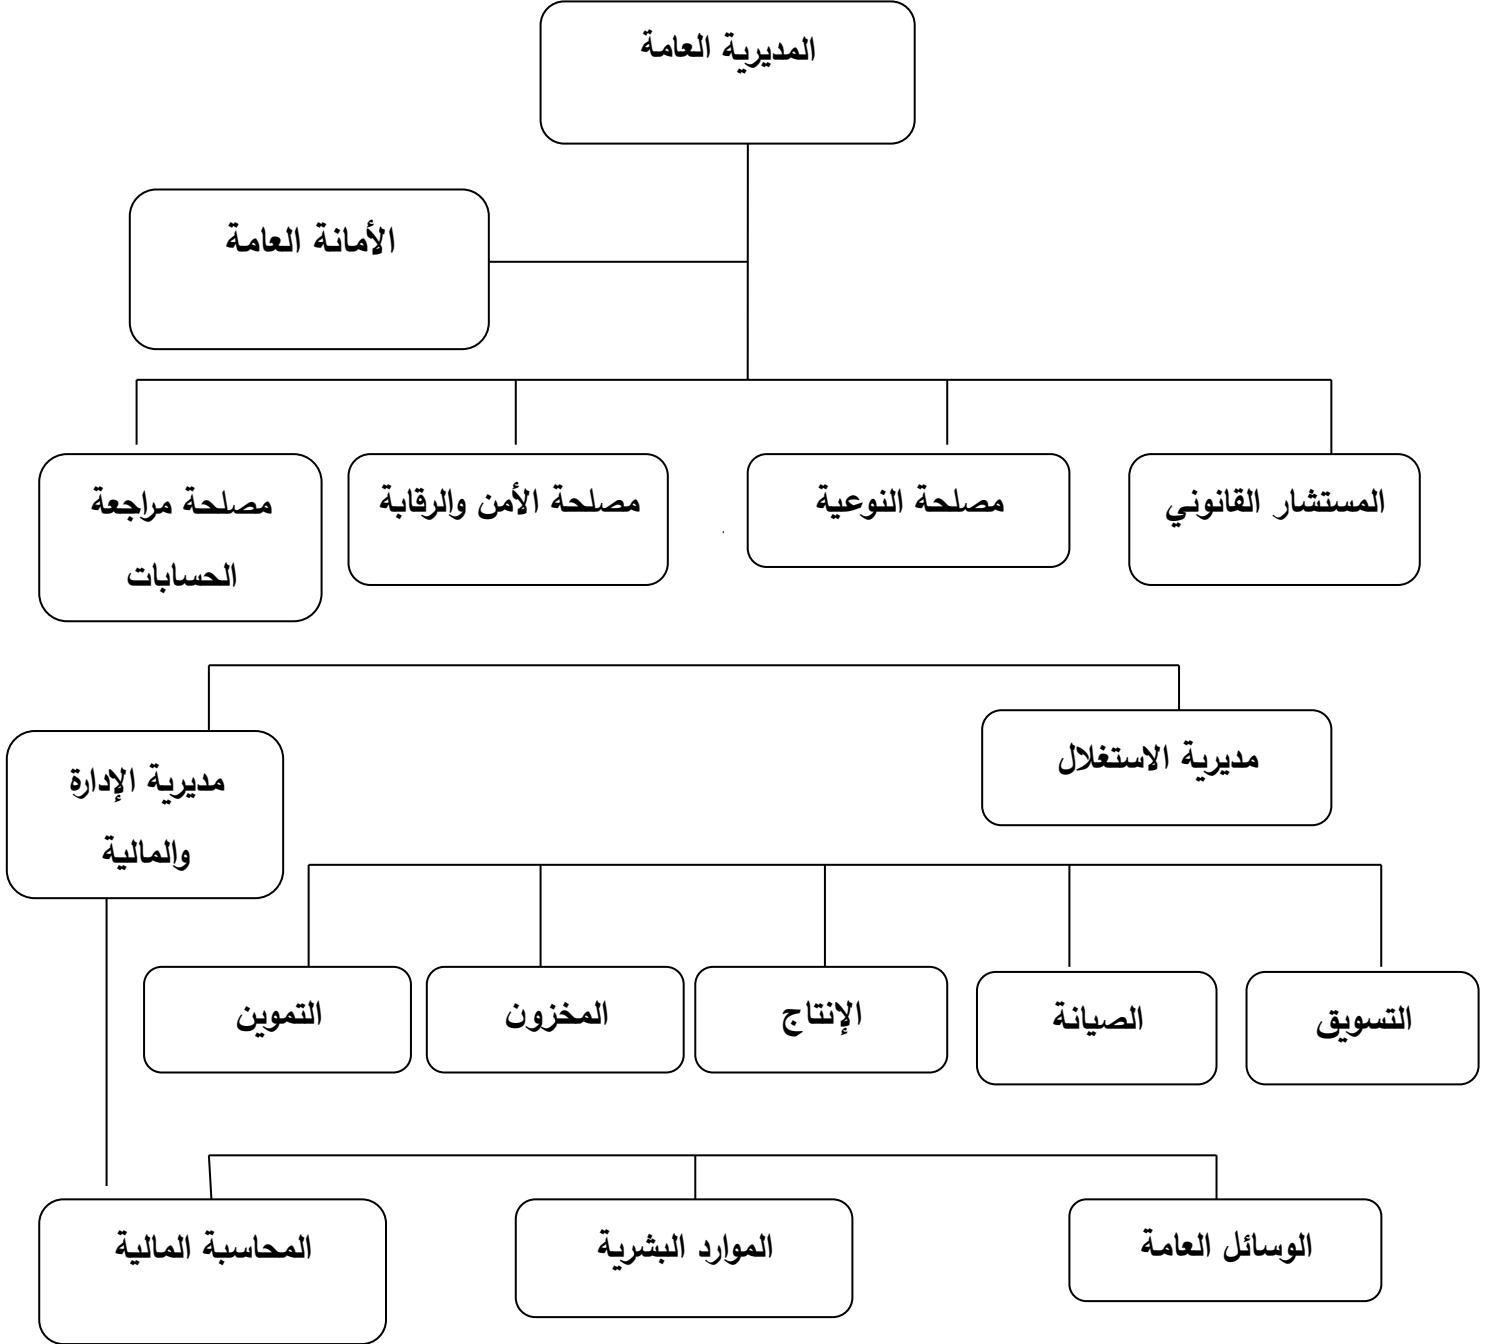 المديرية العامة
الأمانة العامة
المستشار القانوني
مصلحة النوعية
مصلحة الأمن والرقابة
مصلحة مراجعة
الحسابات
مديرية الاستغلال
مديرية الإدارة
والمالية
التسويق
الصيانة
الإنتاج
المخزون
التموين
الوسائل العامة
الموارد البشرية
المحاسبة المالية